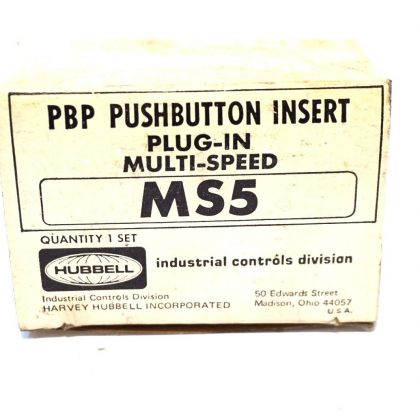 PBP PUSHBUTTON INSERT
PLUG-IN
MULTI-SPEED
MS5
QUANTITY 1 SET
HUBBELL
industrial contróls division
Industrial Controls Division
HARVEY HUBBELL INCORPORATED
50 Edwards Street
Madison, Ohio 44057
U.S.A.